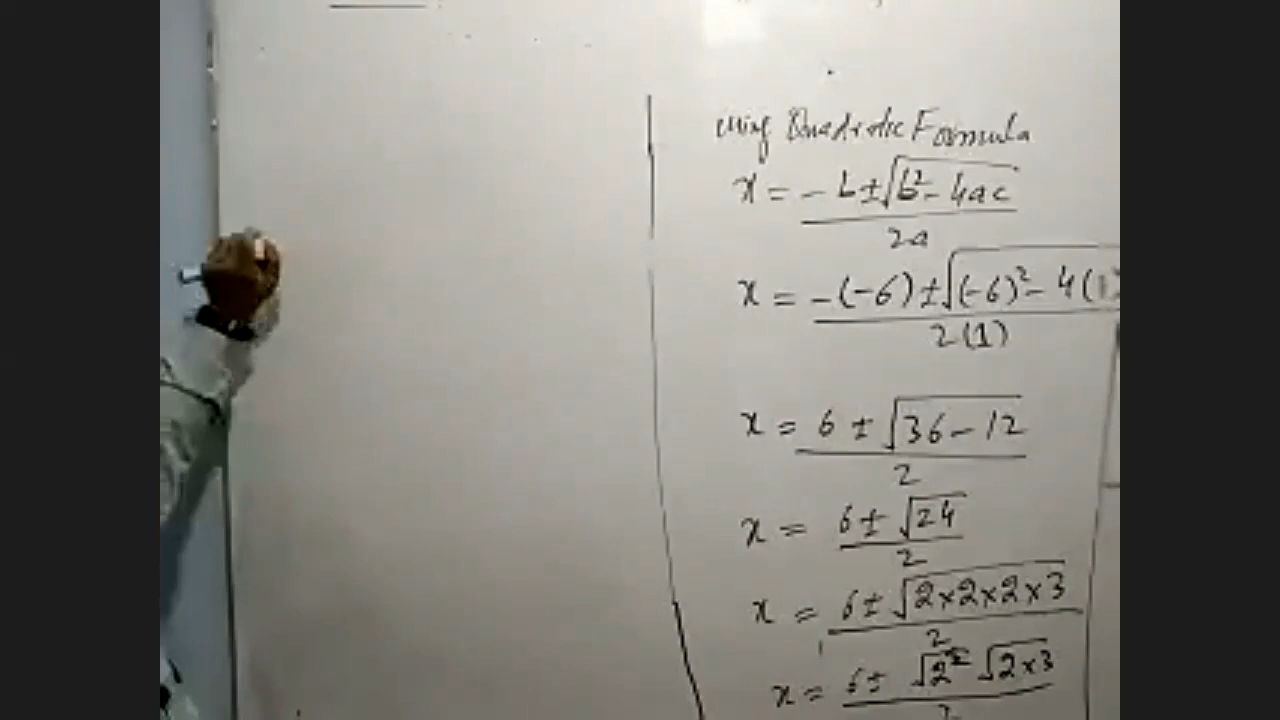 using Quadratic Formula
x = -b ± √b² - 4ac
2a
x = -(-6) ± √(-6)² - 4(1)
2(1)
x = 6 ± √36 - 12
2
x = 6 ± √24
2
x = 6 ± √2×2×2×3
2
x = 6 ± √2² √2×3
2